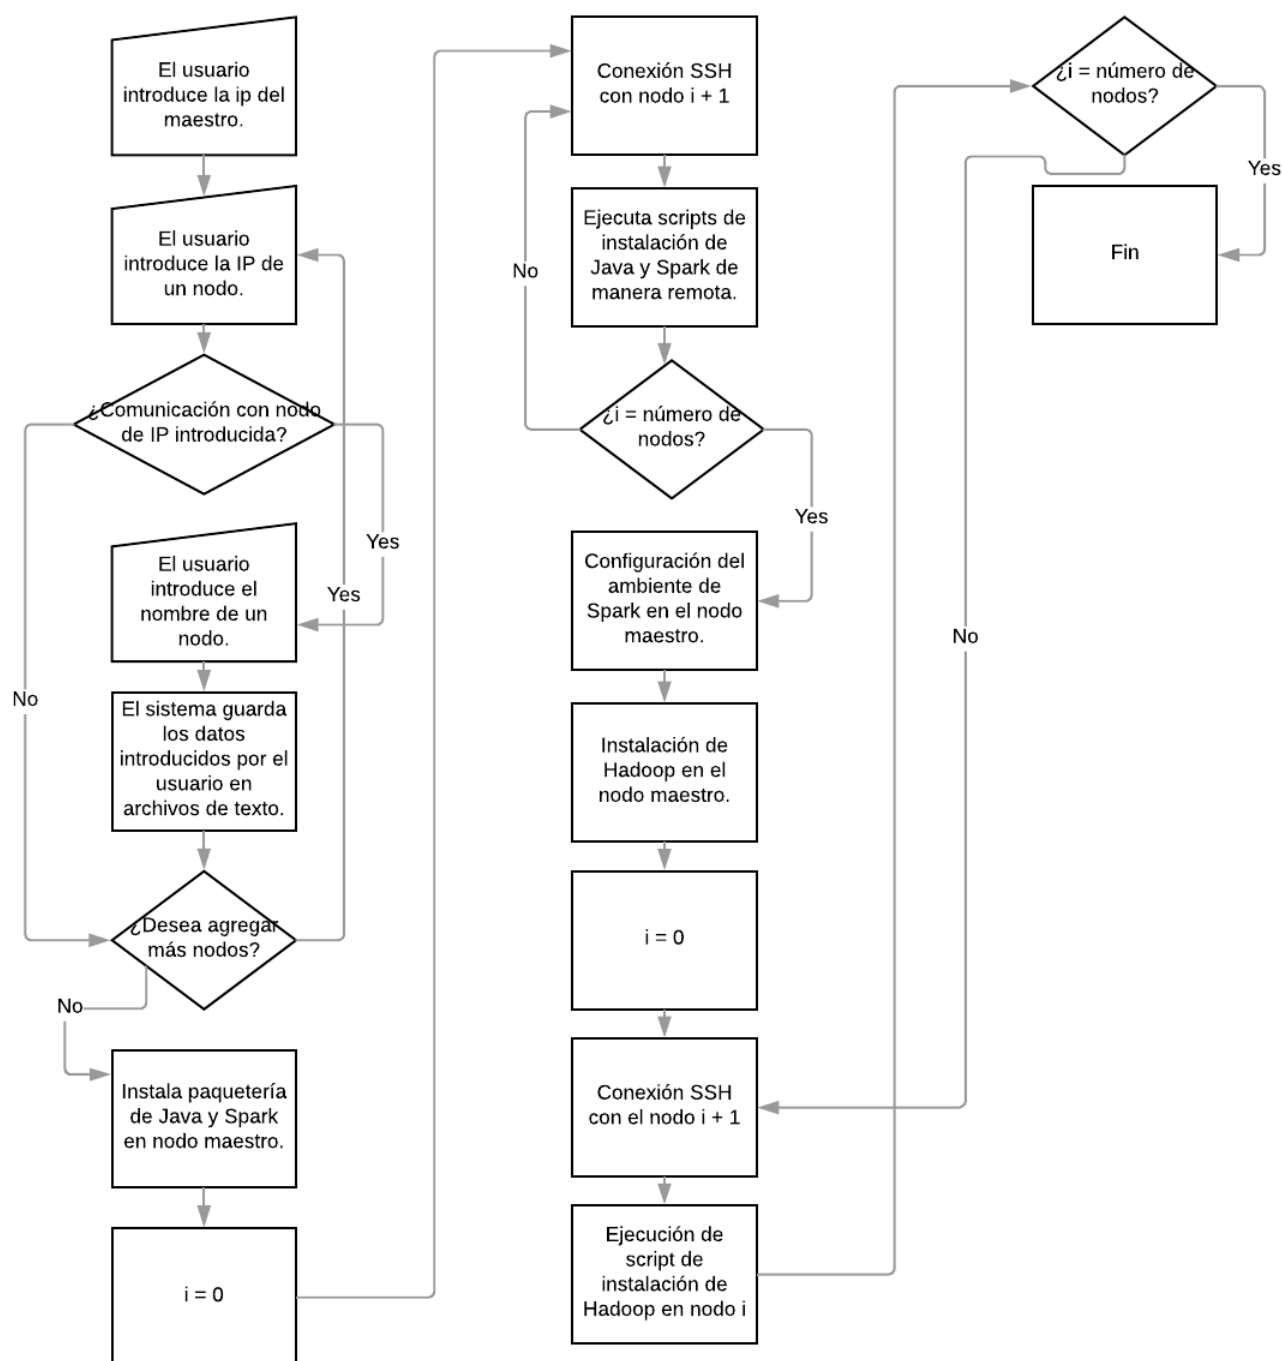 El usuario
introduce la ip del
maestro.
El usuario
introduce la IP de
un nodo.
¿Comunicación con nodo
de IP introducida?
Yes
No
El usuario
introduce el
nombre de un
nodo.
Yes
El sistema guarda
los datos
introducidos por el
usuario en
archivos de texto.
¿Desea agregar
más nodos?
No
Instala paquetería
de Java y Spark
en nodo maestro.
i = 0
Conexión SSH
con nodo i + 1
Ejecuta scripts de
instalación de
Java y Spark de
manera remota.
No
¿i = número de
nodos?
Yes
Configuración del
ambiente de
Spark en el nodo
maestro.
Instalación de
Hadoop en el
nodo maestro.
i = 0
Conexión SSH
con el nodo i + 1
Ejecución de
script de
instalación de
Hadoop en nodo i
¿i = número de
nodos?
Yes
No
Fin